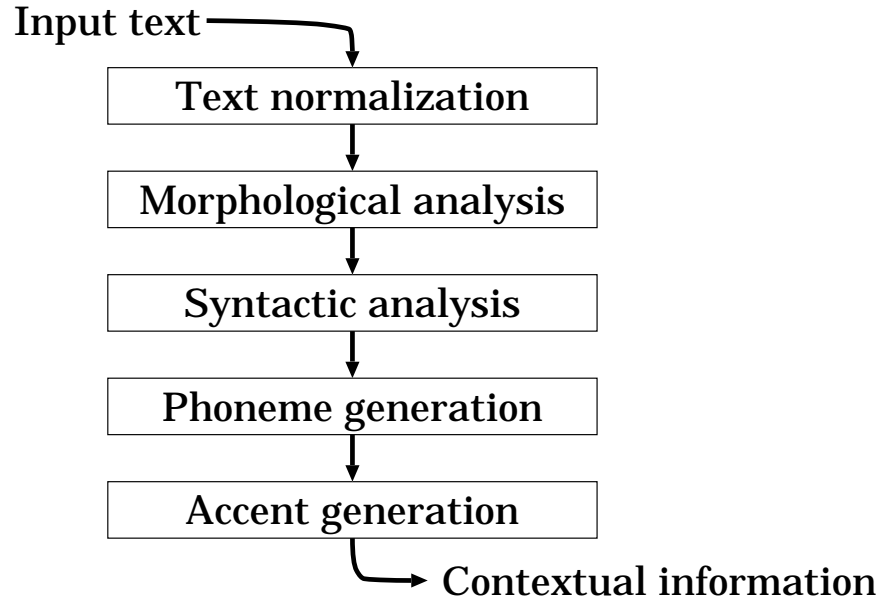 Input text
Text normalization
Morphological analysis
Syntactic analysis
Phoneme generation
Accent generation
Contextual information